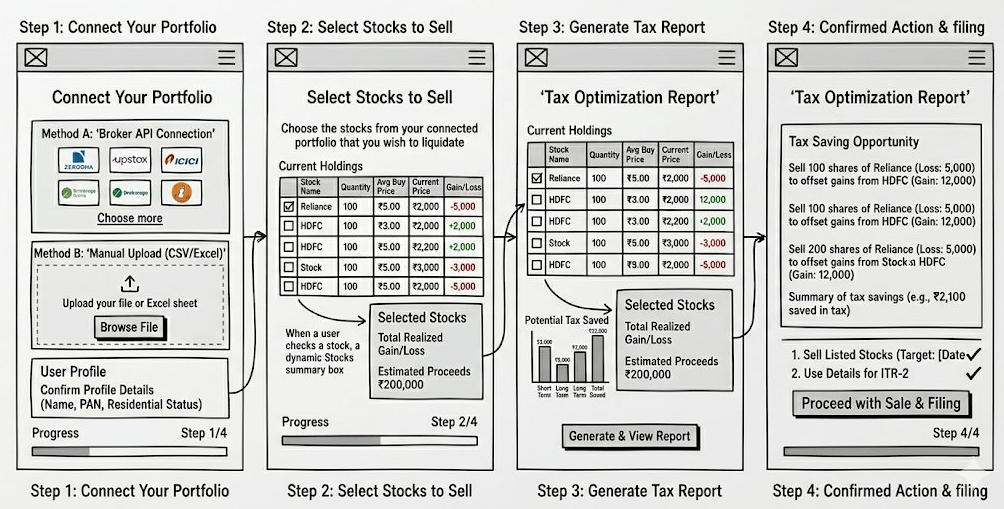 Step 1: Connect Your Portfolio
Connect Your Portfolio
Method A: 'Broker API Connection'
ZERODHA
upstox
ICICI
Choose more
Method B: 'Manual Upload (CSV/Excel)'
Upload your file or Excel sheet
Browse File
User Profile
Confirm Profile Details
(Name, PAN, Residential Status)
Progress Step 1/4
Step 1: Connect Your Portfolio
Step 2: Select Stocks to Sell
Select Stocks to Sell
Choose the stocks from your connected
portfolio that you wish to liquidate
Current Holdings
Stock Name Quantity Avg Buy Price Current Price Gain/Loss
Reliance 100 ₹5.00 ₹2,000 -5,000
HDFC 100 ₹3.00 ₹2,000 +2,000
HDFC 100 ₹5.00 ₹2,200 +2,000
Stock 100 ₹5.00 ₹3,000 -3,000
HDFC 100 ₹5.00 ₹2,000 -5,000
When a user
checks a stock, a
dynamic Stocks
summary box
Selected Stocks
Total Realized
Gain/Loss
Estimated Proceeds
₹200,000
Progress Step 2/4
Step 2: Select Stocks to Sell
Step 3: Generate Tax Report
'Tax Optimization Report'
Current Holdings
Stock Name Quantity Avg Buy Price Current Price Gain/Loss
Reliance 100 ₹5.00 ₹2,000 -5,000
HDFC 100 ₹3.00 ₹2,000 12,000
HDFC 100 ₹3.00 ₹2,200 +2,000
Stock 100 ₹5.00 ₹3,000 -3,000
HDFC 100 ₹9.00 ₹2,000 -5,000
Potential Tax Saved
Short Term
Long Term
Long Term
Total Saved
Selected Stocks
Total Realized
Gain/Loss
Estimated Proceeds
₹200,000
Generate & View Report
Step 3: Generate Tax Report
Step 4: Confirmed Action & filing
'Tax Optimization Report'
Tax Saving Opportunity
Sell 100 shares of Reliance (Loss: 5,000)
to offset gains from HDFC (Gain: 12,000)
Sell 100 shares of Reliance (Loss: 5,000)
to offset gains from HDFC (Gain: 12,000)
Sell 200 shares of Reliance (Loss: 5,000)
to offset gains from HDFC
(Gain: 12,000)
Summary of tax savings (e.g., ₹2,100
saved in tax)
1. Sell Listed Stocks (Target: [Date
2. Use Details for ITR-2
Proceed with Sale & Filing
Step 4/4
Step 4: Confirmed Action & filing